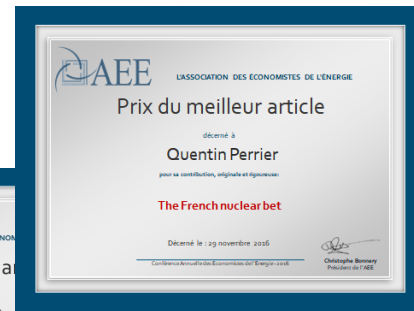 AEE
L'ASSOCIATION DES ÉCONOMISTES DE L'ÉNERGIE
Prix du meilleur article
décerné à
Quentin Perrier
pour sa contribution, originale et rigoureuse:
The French nuclear bet
Décerné le : 29 novembre 2016
Conférence Annuelle des Economistes de l'Energie - 2016
Christophe Bonnery
Président de l'AEE